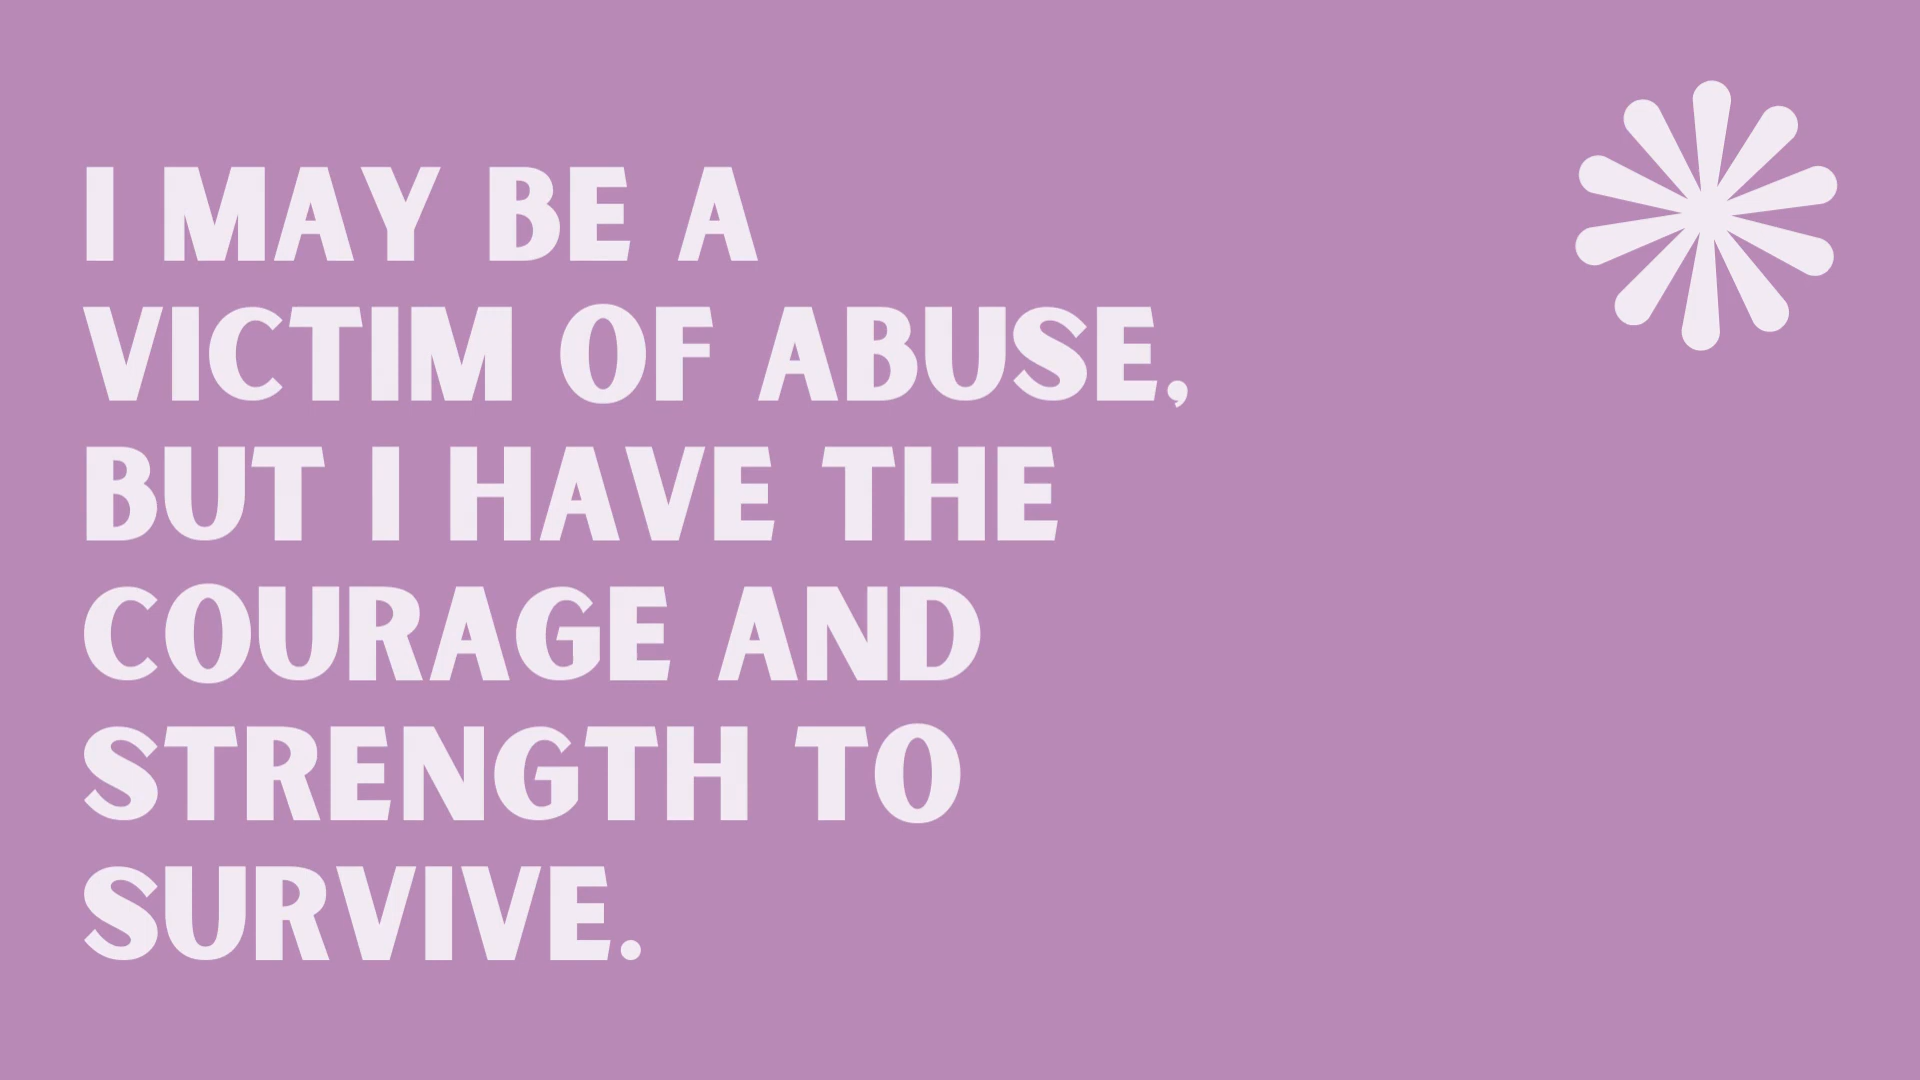 I MAY BE A
VICTIM OF ABUSE,
BUT I HAVE THE
COURAGE AND
STRENGTH TO
SURVIVE.